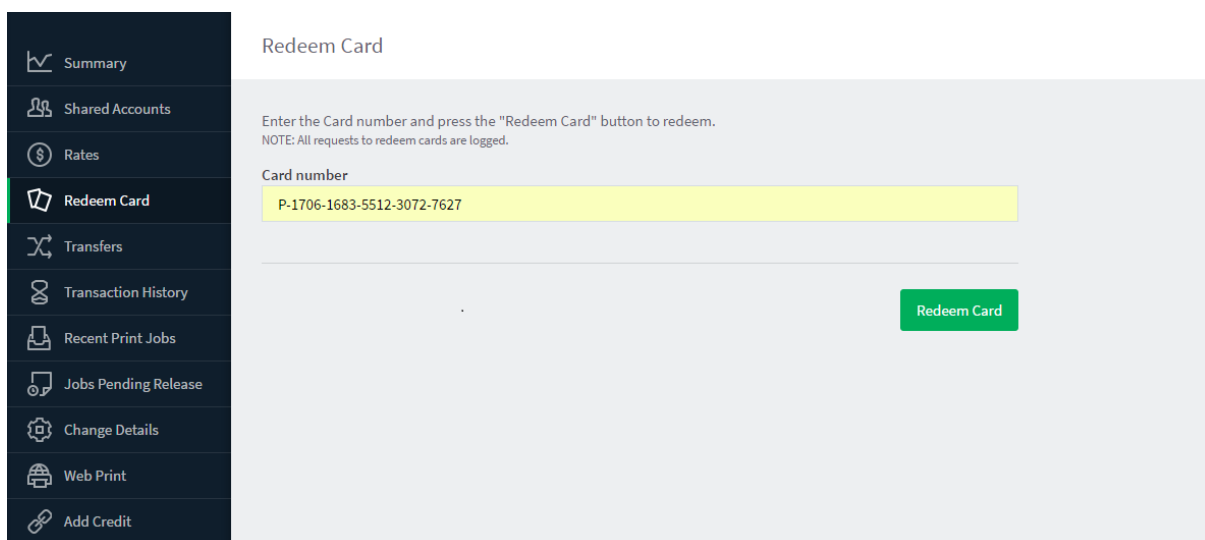 Summary
Shared Accounts
Rates
Redeem Card
Transfers
Transaction History
Recent Print Jobs
Jobs Pending Release
Change Details
Web Print
Add Credit
Redeem Card
Enter the Card number and press the "Redeem Card" button to redeem.
NOTE: All requests to redeem cards are logged.
Card number
P-1706-1683-5512-3072-7627
Redeem Card